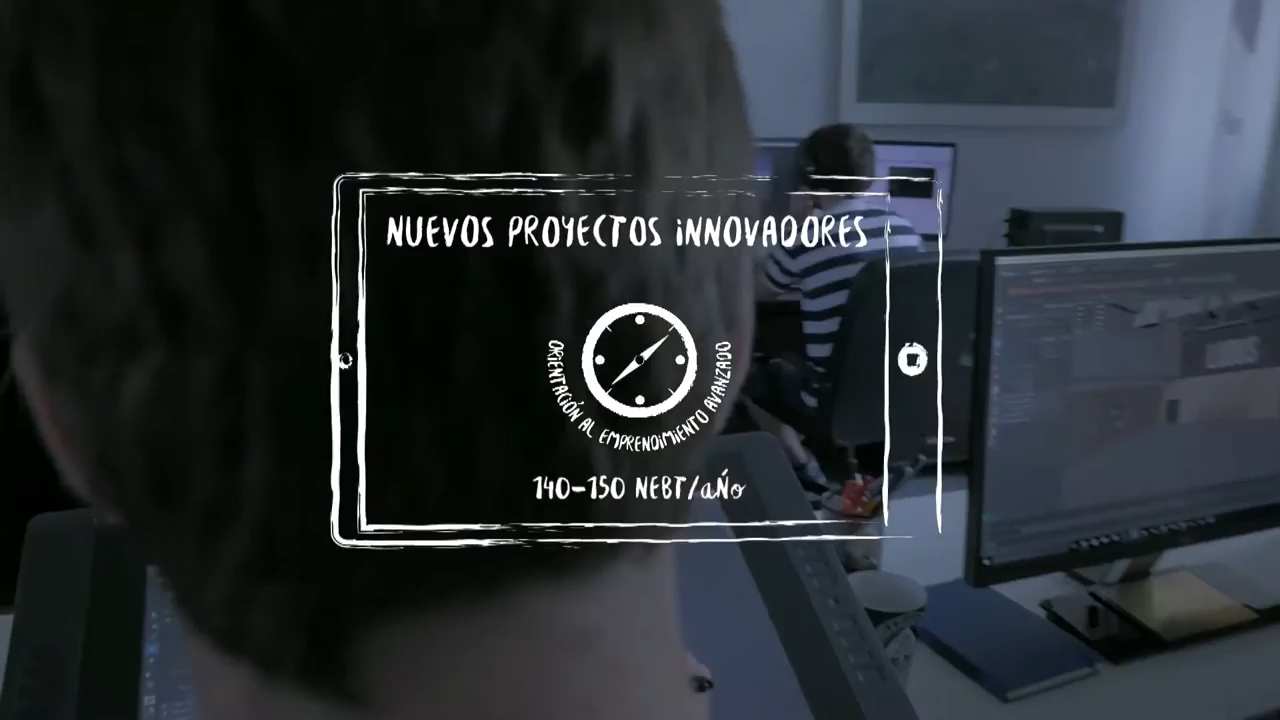 NUEVOS PROYECTOS iNNOVADORES
ORiENTACiÓN AL EMPRENDiMiENTO AVANZADO
140-150 NEBT/aÑo